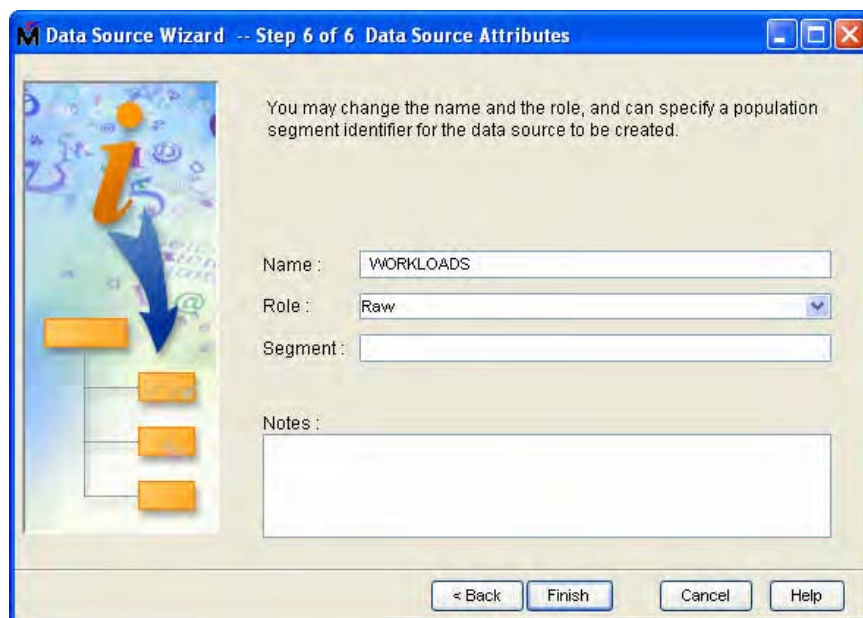 Data Source Wizard -- Step 6 of 6 Data Source Attributes
You may change the name and the role, and can specify a population
segment identifier for the data source to be created.
Name : WORKLOADS
Role : Raw
Segment :
Notes :
< Back Finish Cancel Help